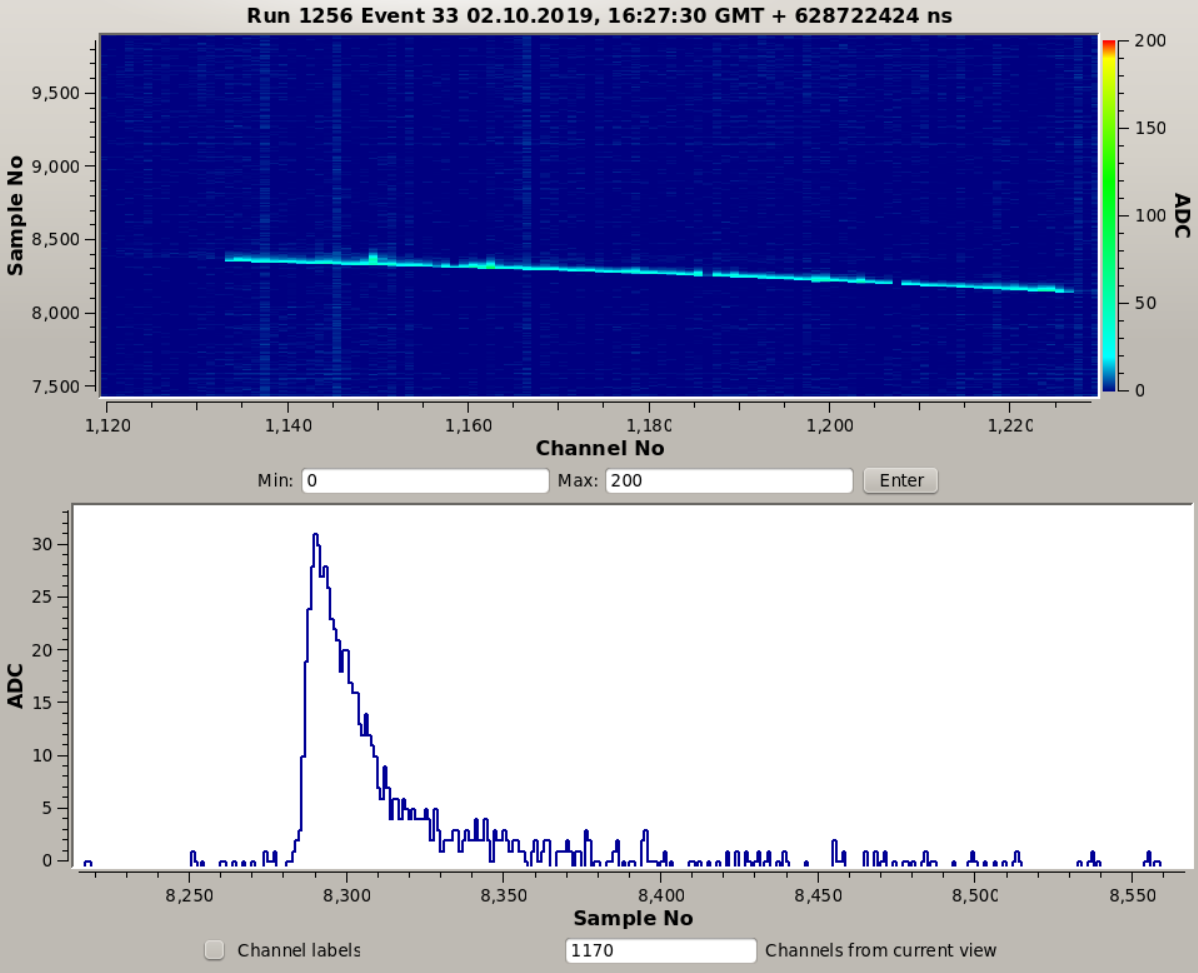 Run 1256 Event 33 02.10.2019, 16:27:30 GMT + 628722424 ns
200
9,500
150
9,000
Sample No
ADC
8,500
100
8,000
50
7,500
0
1,120 1,140 1,160 1,180 1,200 1,220
Channel No
Min: 0 Max: 200 Enter
30
25
20
ADC
15
10
5
0
8,250 8,300 8,350 8,400 8,450 8,500 8,550
Sample No
Channel labels 1170 Channels from current view